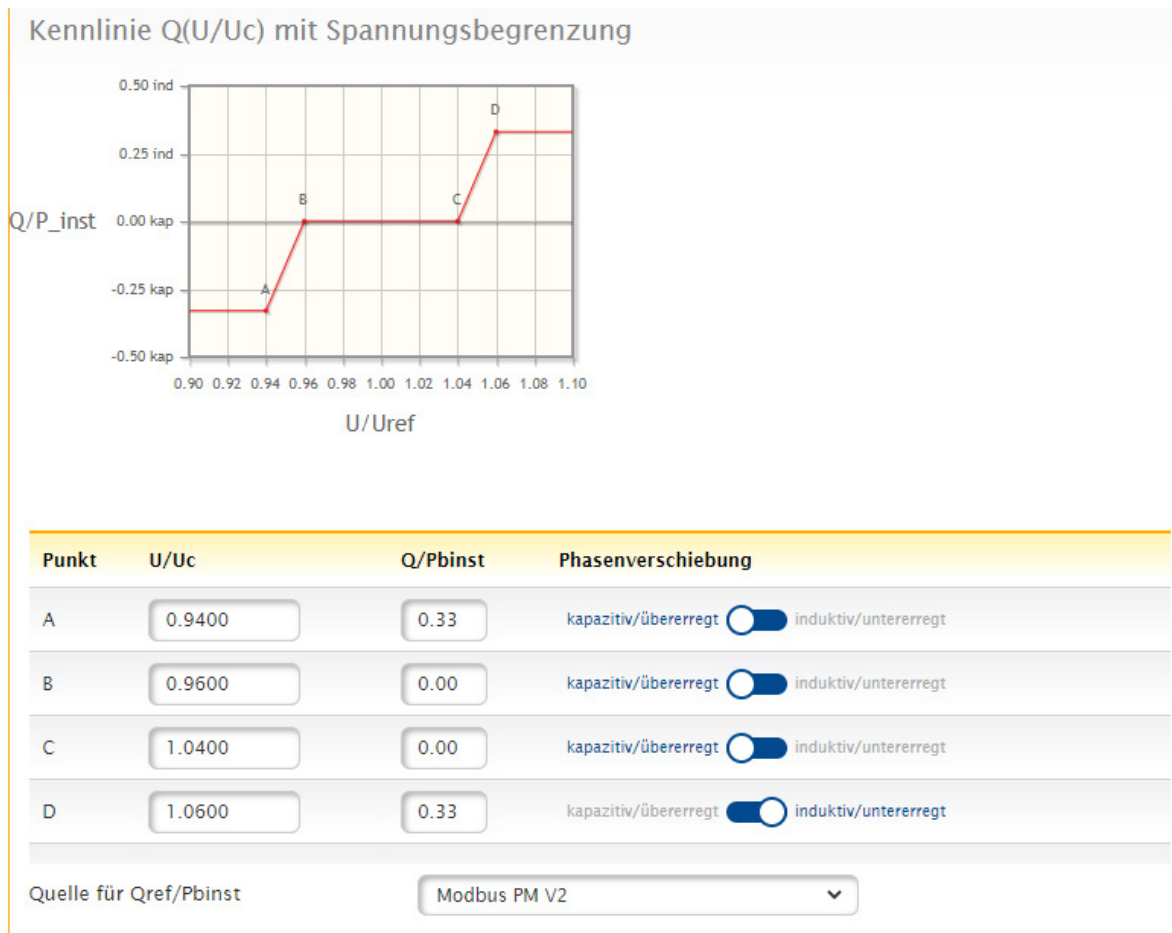 Kennlinie Q(U/Uc) mit Spannungsbegrenzung
0.50 ind
D
0.25 ind
B
C
Q/P_inst 0.00 kap
-0.25 kap
A
-0.50 kap
0.90 0.92 0.94 0.96 0.98 1.00 1.02 1.04 1.06 1.08 1.10
U/Uref
Punkt U/Uc Q/Pbinst Phasenverschiebung
A 0.9400 0.33 kapazitiv/übererregt induktiv/untererregt
B 0.9600 0.00 kapazitiv/übererregt induktiv/untererregt
C 1.0400 0.00 kapazitiv/übererregt induktiv/untererregt
D 1.0600 0.33 kapazitiv/übererregt induktiv/untererregt
Quelle für Qref/Pbinst Modbus PM V2